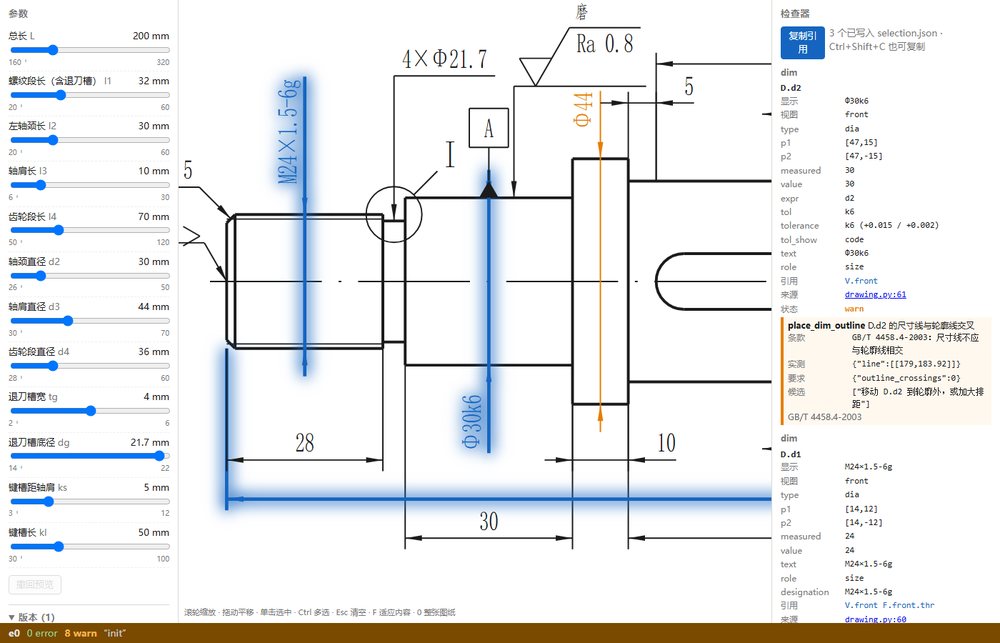 参数
总长 L 200 mm
160 320
螺纹段长（含退刀槽） l1 32 mm
20 60
左轴颈长 l2 30 mm
20 60
轴肩长 l3 10 mm
6 30
齿轮段长 l4 70 mm
50 120
轴颈直径 d2 30 mm
26 50
轴肩直径 d3 44 mm
30 70
齿轮段直径 d4 36 mm
28 60
退刀槽宽 tg 4 mm
2 6
退刀槽底径 dg 21.7 mm
14 22
键槽距轴肩 ks 5 mm
3 12
键槽长 kl 50 mm
30 100
撤回预览
▼ 版本 (1)
磨
Ra 0.8
4×Φ21.7
M24×1.5-6g
Φ44
5
A
I
5
Φ30k6
28
10
30
滚轮缩放 · 拖动平移 · 单击选中 · Ctrl 多选 · Esc 清空 · F 适应内容 · 0 整张图纸
检查器
复制引用
3 个已写入 selection.json ·
Ctrl+Shift+C 也可复制
dim
D.d2
显示 Φ30k6
视图 front
type dia
p1 [47,15]
p2 [47,-15]
measured 30
value 30
expr d2
tol k6
tolerance k6 (+0.015 / +0.002)
tol_show code
text Φ30k6
role size
引用 V.front
来源 drawing.py:61
状态 warn
place_dim_outline D.d2 的尺寸线与轮廓线交叉
条款 GB/T 4458.4-2003: 尺寸线不应
与轮廓线相交
实测 {"line":[[179,183.92]]}
要求 {"outline_crossings":0}
候选 ["移动 D.d2 到轮廓外，或加大排
距"]
GB/T 4458.4-2003
dim
D.d1
显示 M24×1.5-6g
视图 front
type dia
p1 [14,12]
p2 [14,-12]
measured 24
value 24
text M24×1.5-6g
role size
designation M24×1.5-6g
引用 V.front F.front.thr
来源 drawing.py:60
e0 0 error 8 warn "init"